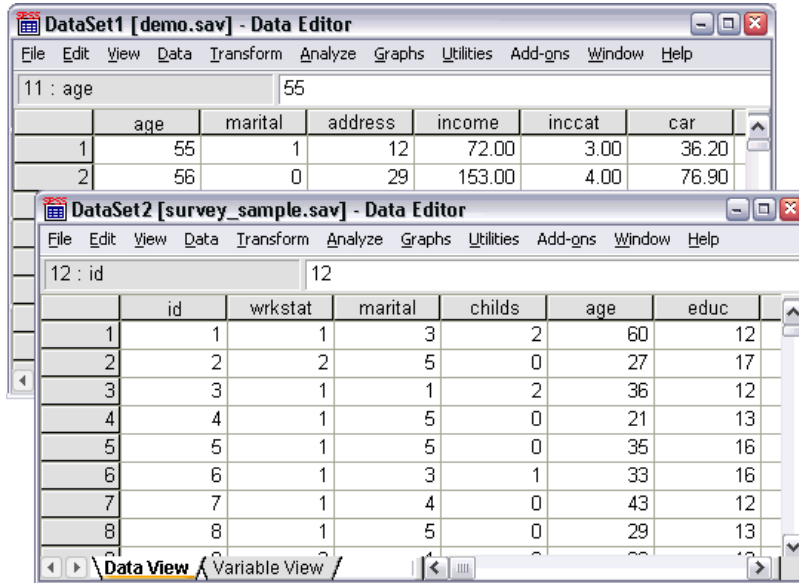 DataSet1 [demo.sav] - Data Editor
File Edit View Data Transform Analyze Graphs Utilities Add-ons Window Help
11 : age 55
age marital address income inccat car
1 55 1 12 72.00 3.00 36.20
2 56 0 29 153.00 4.00 76.90
DataSet2 [survey_sample.sav] - Data Editor
File Edit View Data Transform Analyze Graphs Utilities Add-ons Window Help
12 : id 12
id wrkstat marital childs age educ
1 1 1 3 2 60 12
2 2 2 5 0 27 17
3 3 1 1 2 36 12
4 4 1 5 0 21 13
5 5 1 5 0 35 16
6 6 1 3 1 33 16
7 7 1 4 0 43 12
8 8 1 5 0 29 13
Data View Variable View